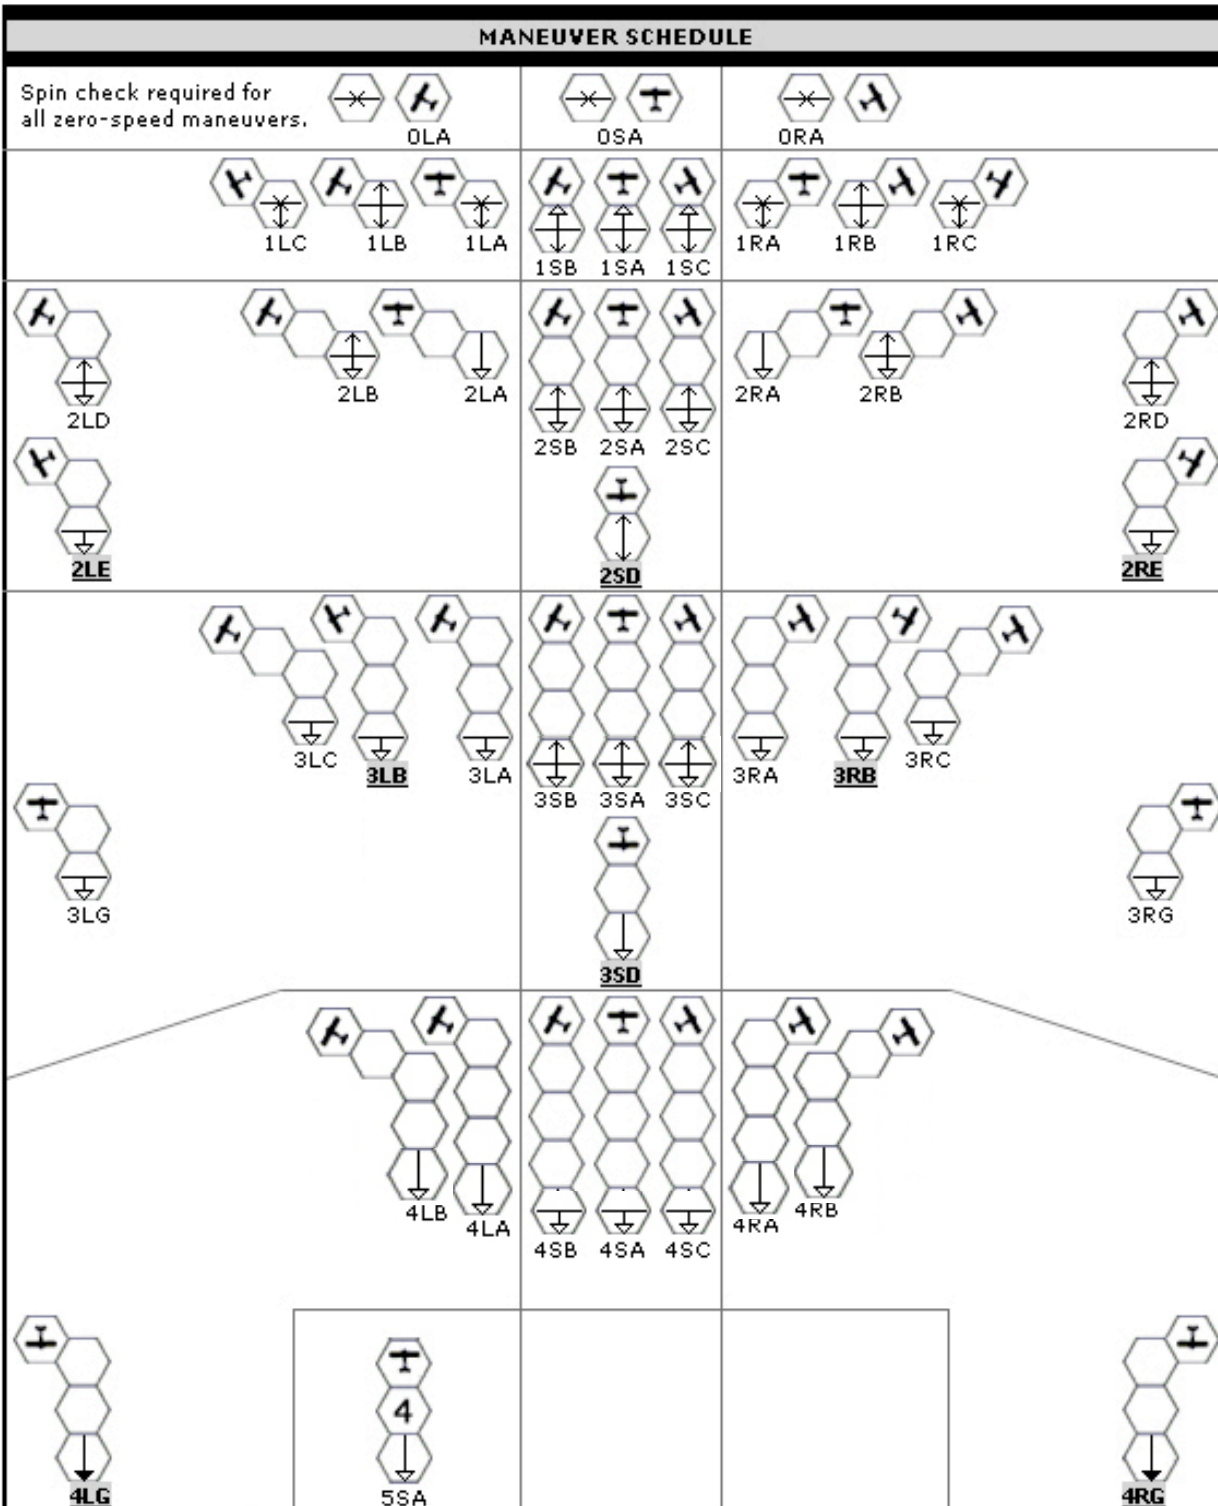 MANEUVER SCHEDULE
Spin check required for
all zero-speed maneuvers.
0LA
0SA
0RA
1LC
1LB
1LA
1SB
1SA
1SC
1RA
1RB
1RC
2LD
2LB
2LA
2SB
2SA
2SC
2RA
2RB
2RD
2LE
2SD
2RE
3LC
3LB
3LA
3SB
3SA
3SC
3RA
3RB
3RC
3LG
3SD
3RG
4LB
4LA
4SB
4SA
4SC
4RA
4RB
4
4LG
5SA
4RG